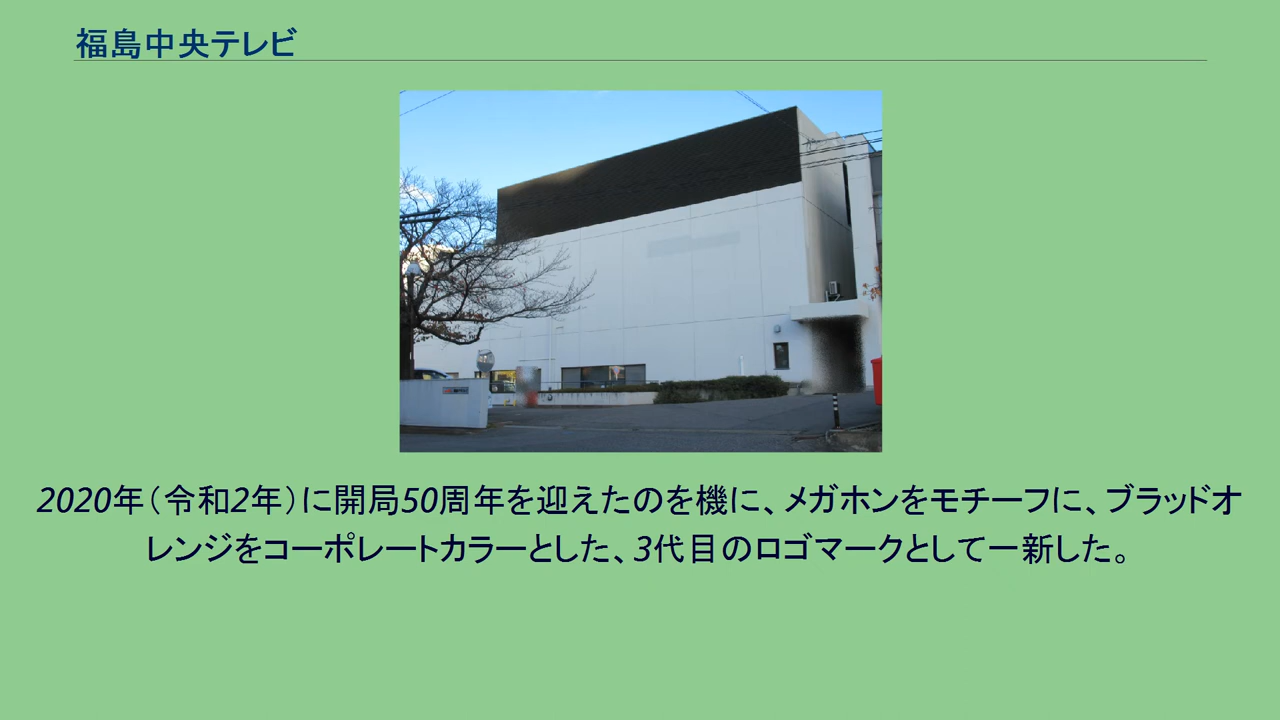 福島中央テレビ
2020年（令和2年）に開局50周年を迎えたのを機に、メガホンをモチーフに、ブラッドオ
レンジをコーポレートカラーとした、3代目のロゴマークとして一新した。